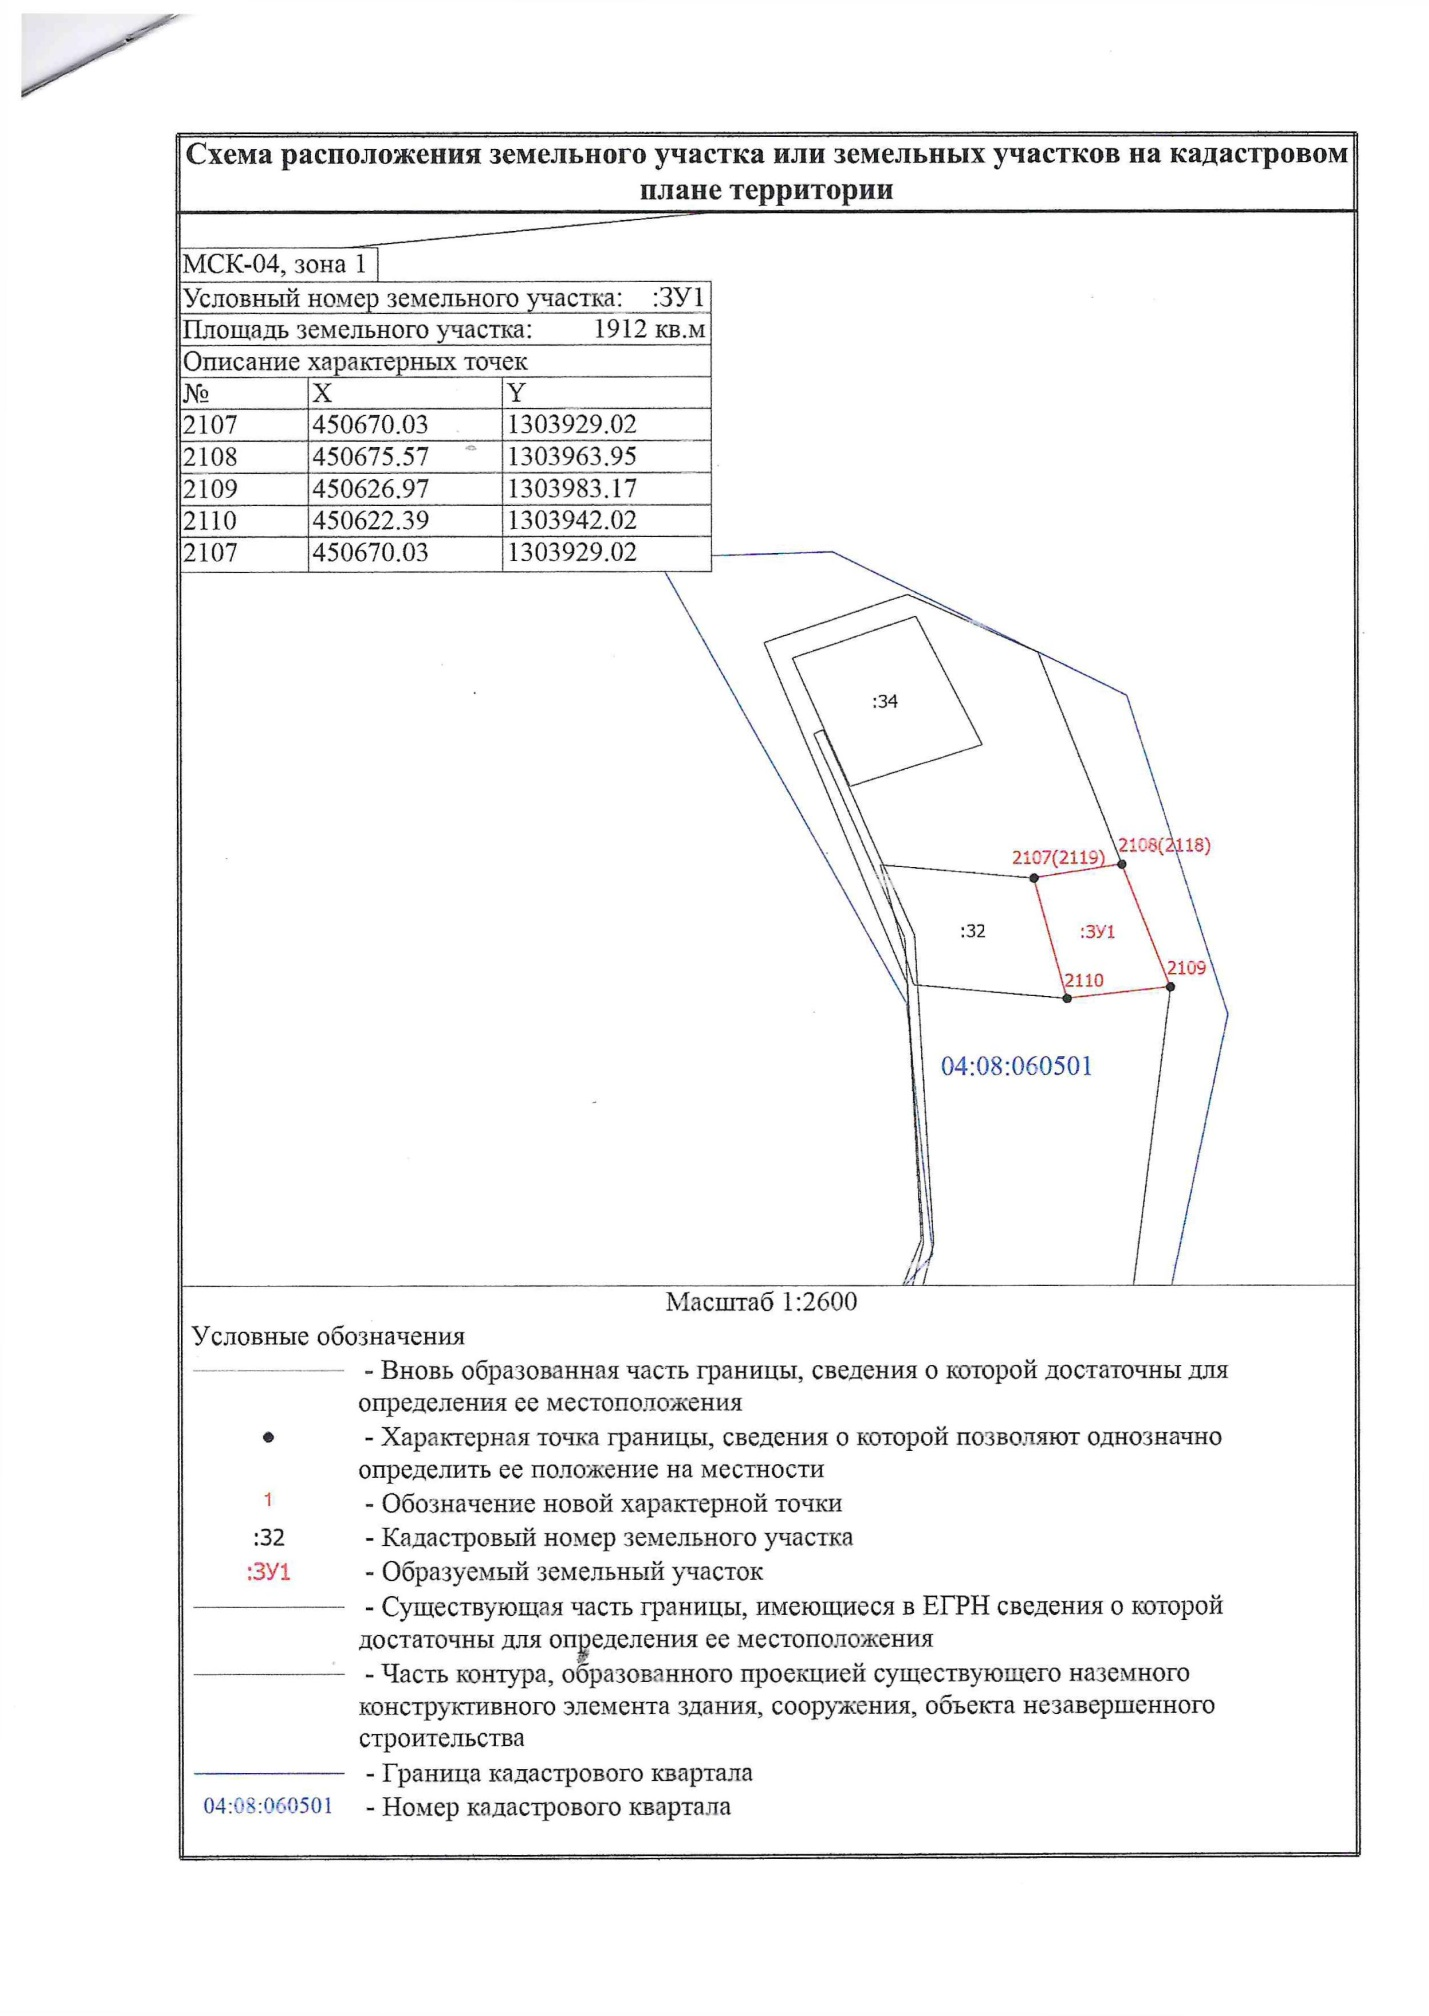 Схема расположения земельного участка или земельных участков на кадастровом
плане территории
МСК-04, зона 1
Условный номер земельного участка: :ЗУ1
Площадь земельного участка: 1912 кв.м
Описание характерных точек
№ X Y
2107 450670.03 1303929.02
2108 450675.57 1303963.95
2109 450626.97 1303983.17
2110 450622.39 1303942.02
2107 450670.03 1303929.02
:34
2107(2119) 2108(2118)
:32 :ЗУ1
2109
2110
04:08:060501
Масштаб 1:2600
Условные обозначения
- Вновь образованная часть границы, сведения о которой достаточны для
определения ее местоположения
- Характерная точка границы, сведения о которой позволяют однозначно
определить ее положение на местности
1 - Обозначение новой характерной точки
:32 - Кадастровый номер земельного участка
:ЗУ1 - Образуемый земельный участок
- Существующая часть границы, имеющиеся в ЕГРН сведения о которой
достаточны для определения ее местоположения
- Часть контура, образованного проекцией существующего наземного
конструктивного элемента здания, сооружения, объекта незавершенного
строительства
- Граница кадастрового квартала
04:08:060501 - Номер кадастрового квартала